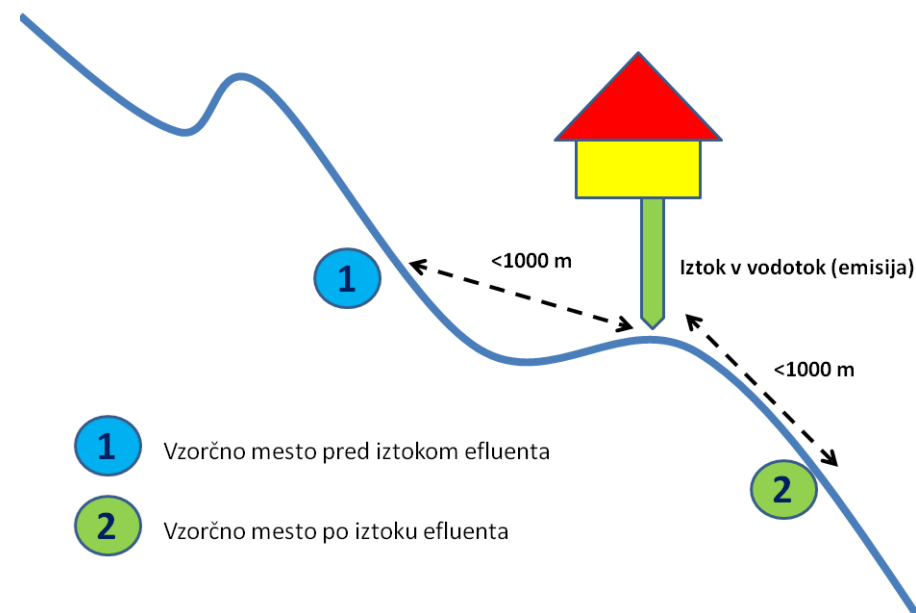 <1000 m
1
Iztok v vodotok (emisija)
<1000 m
1 Vzorčno mesto pred iztokom efluenta
2
2 Vzorčno mesto po iztoku efluenta